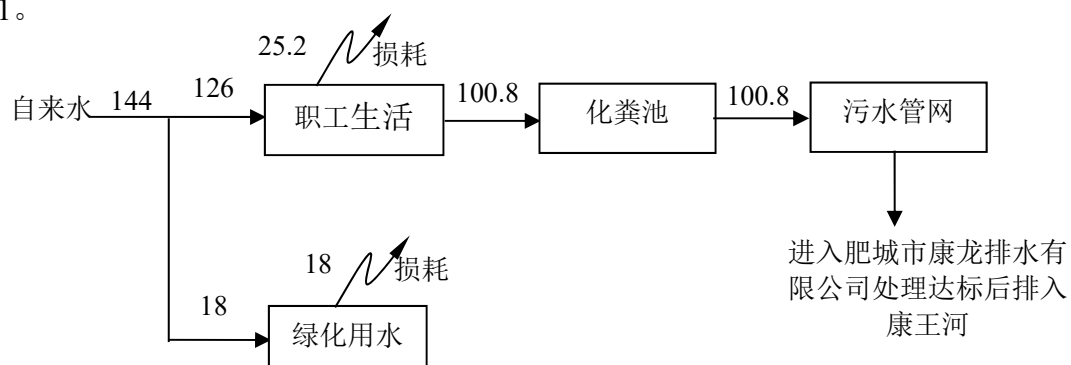 1。
25.2 损耗
自来水 144 126 职工生活 100.8 化粪池 100.8 污水管网
进入肥城市康龙排水有
限公司处理达标后排入
康王河
18 损耗
18 绿化用水